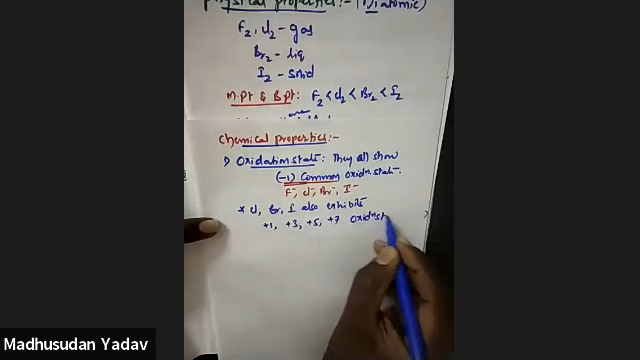 physical properties :- (Diatomic)
F2, Cl2 - gas
Br2 - liq
I2 - solid
M.Pt & B.pt: F2 < Cl2 < Br2 < I2
Chemical properties :-
1) Oxidation state: They all show
(-1) Common oxidn. state.
F-, Cl-, Br-, I-
* Cl, Br, I also exhibits
+1, +3, +5, +7 oxidn. st
Madhusudan Yadav